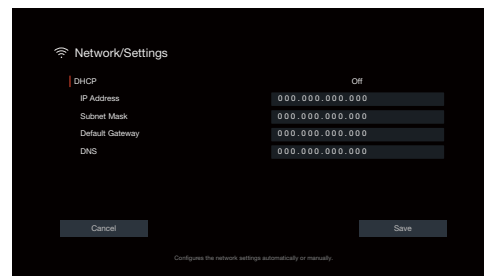 Network/Settings
DHCP Off
IP Address 000.000.000.000
Subnet Mask 000.000.000.000
Default Gateway 000.000.000.000
DNS 000.000.000.000
Cancel Save
Configures the network settings automatically or manually.